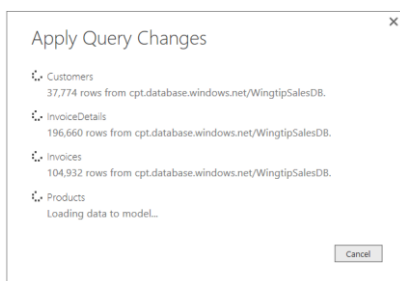 Apply Query Changes
Customers
37,774 rows from cpt.database.windows.net/WingtipSalesDB.
InvoiceDetails
196,660 rows from cpt.database.windows.net/WingtipSalesDB.
Invoices
104,932 rows from cpt.database.windows.net/WingtipSalesDB.
Products
Loading data to model...
Cancel